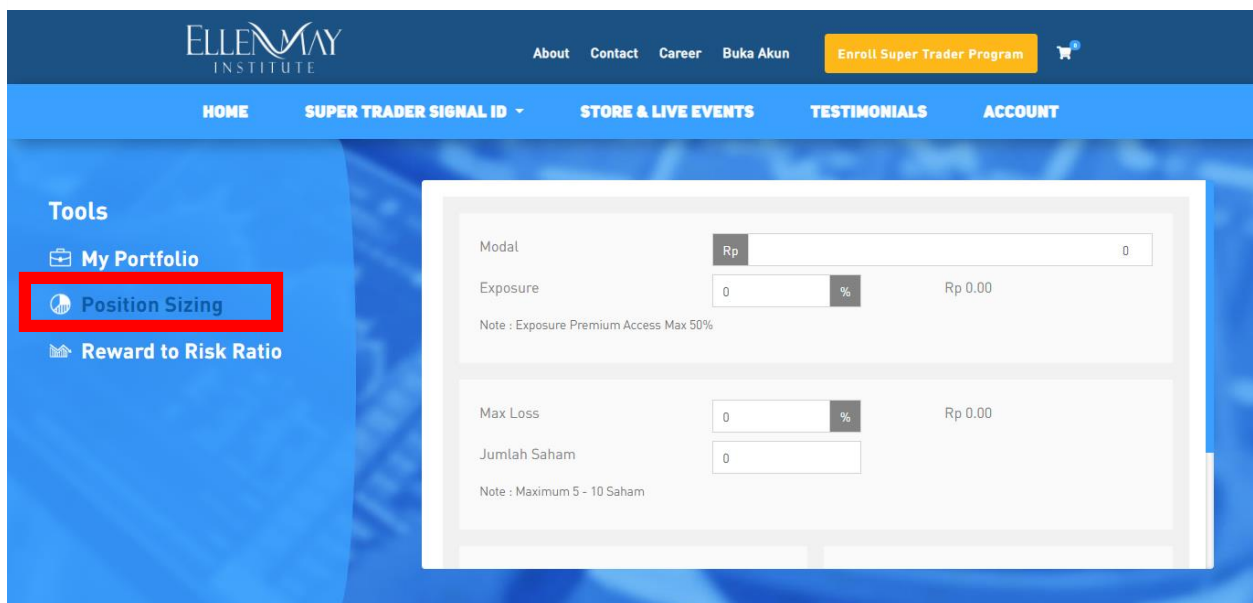 ELLEN MAY
INSTITUTE
About Contact Career Buka Akun Enroll Super Trader Program 0
HOME SUPER TRADER SIGNAL ID STORE & LIVE EVENTS TESTIMONIALS ACCOUNT
Tools
My Portfolio
Position Sizing
Reward to Risk Ratio
Modal Rp 0
Exposure 0 % Rp 0.00
Note : Exposure Premium Access Max 50%
Max Loss 0 % Rp 0.00
Jumlah Saham 0
Note : Maximum 5 - 10 Saham